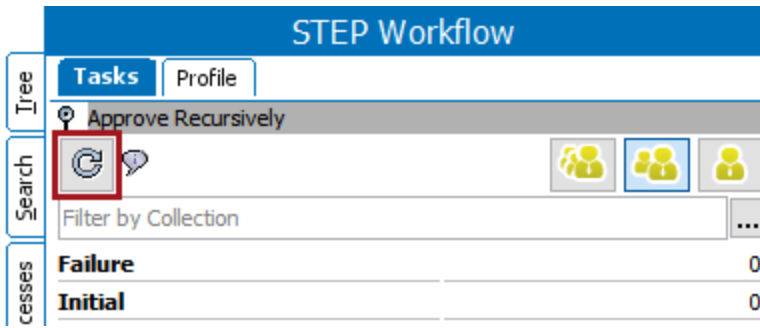 STEP Workflow
Tree
Tasks
Profile
Approve Recursively
Search
Filter by Collection
...
Failure 0
Initial 0
cesses